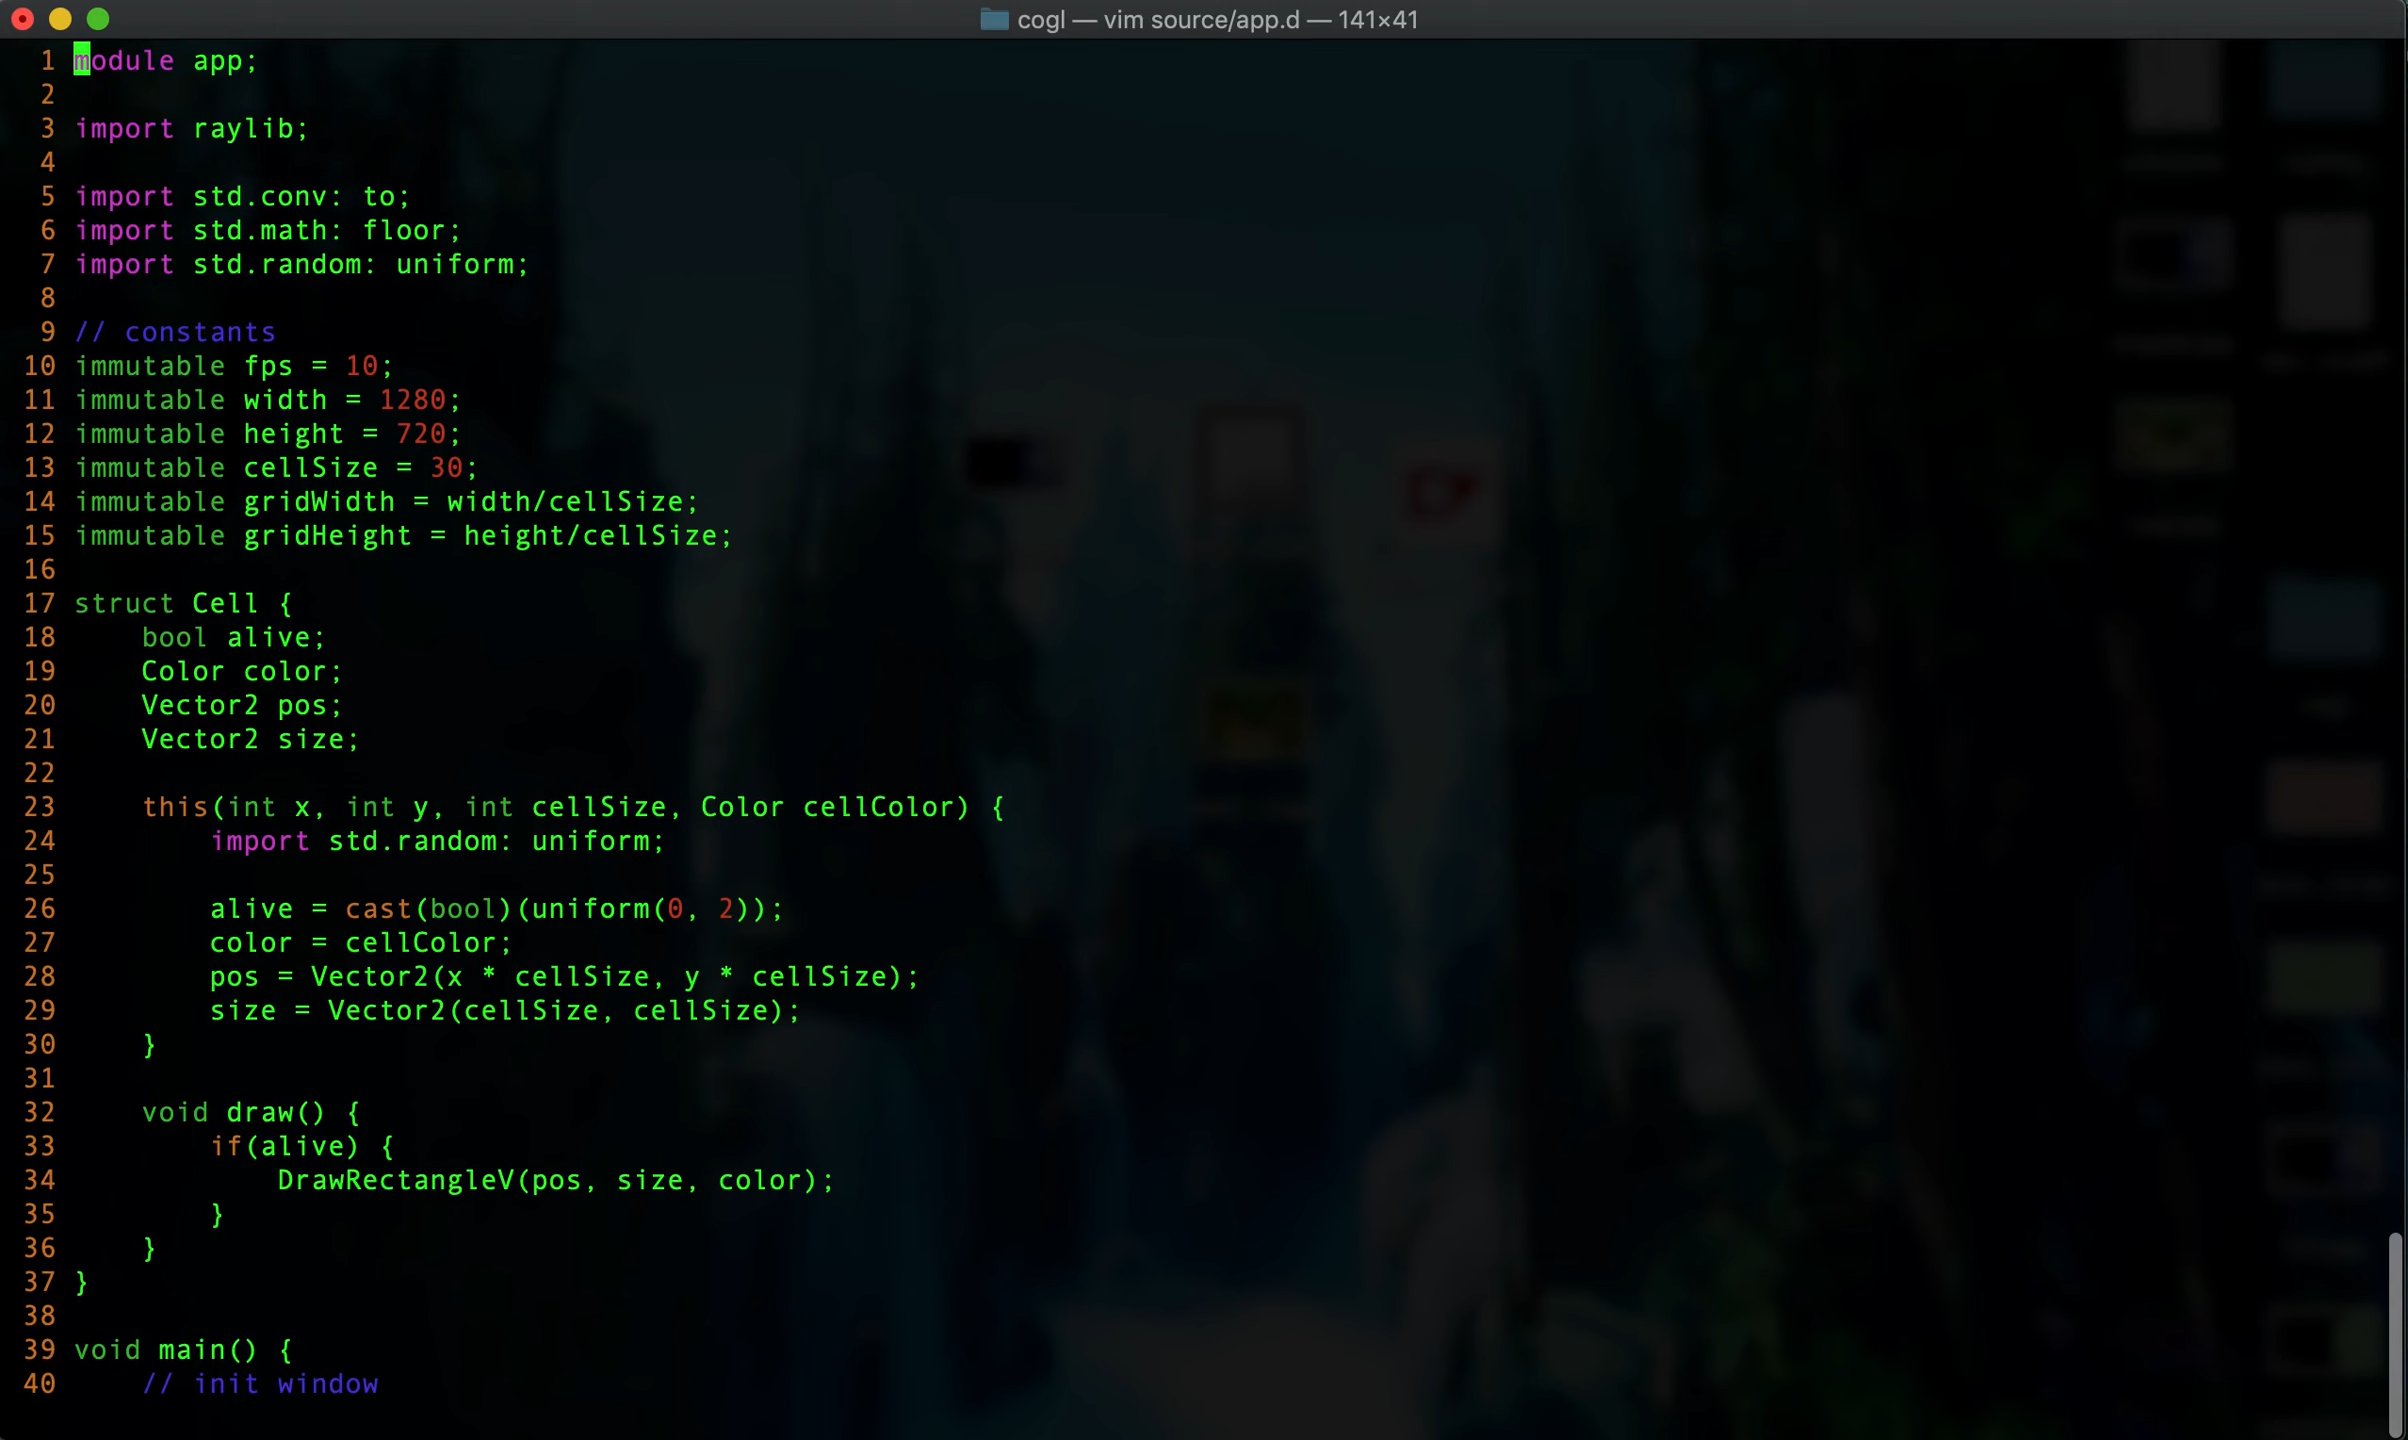 cogl — vim source/app.d — 141×41
1 module app;
2
3 import raylib;
4
5 import std.conv: to;
6 import std.math: floor;
7 import std.random: uniform;
8
9 // constants
10 immutable fps = 10;
11 immutable width = 1280;
12 immutable height = 720;
13 immutable cellSize = 30;
14 immutable gridWidth = width/cellSize;
15 immutable gridHeight = height/cellSize;
16
17 struct Cell {
18     bool alive;
19     Color color;
20     Vector2 pos;
21     Vector2 size;
22
23     this(int x, int y, int cellSize, Color cellColor) {
24         import std.random: uniform;
25
26         alive = cast(bool)(uniform(0, 2));
27         color = cellColor;
28         pos = Vector2(x * cellSize, y * cellSize);
29         size = Vector2(cellSize, cellSize);
30     }
31
32     void draw() {
33         if(alive) {
34             DrawRectangleV(pos, size, color);
35         }
36     }
37 }
38
39 void main() {
40     // init window